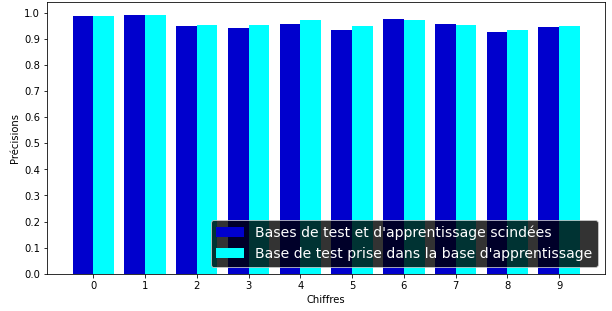 1.0
0.9
0.8
0.7
0.6
0.5
0.4
0.3
0.2
0.1
0.0
Précisions
Bases de test et d'apprentissage scindées
Base de test prise dans la base d'apprentissage
0 1 2 3 4 5 6 7 8 9
Chiffres